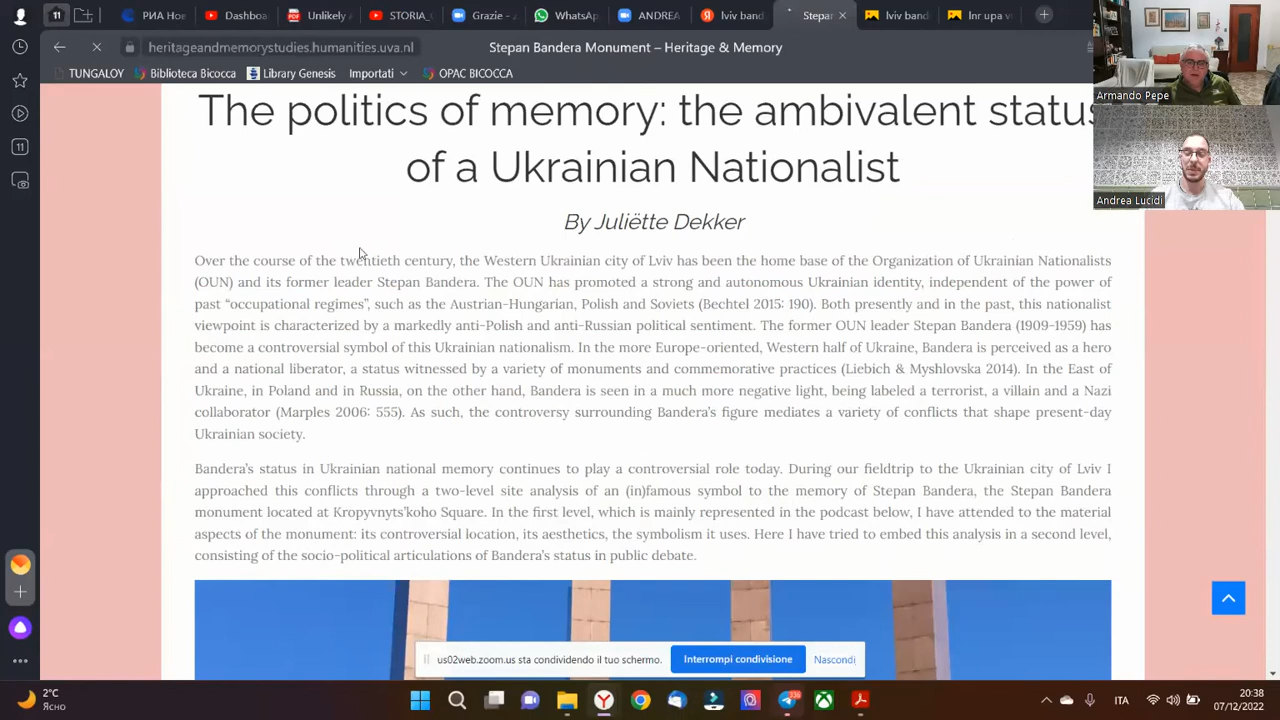 11
РИА Нов
Dashboa
Unlikely A
STORIA_G
Grazie - z
WhatsAp
ANDREA
lviv band
Stepan
lviv band
Inr upa v
heritageandmemorystudies.humanities.uva.nl
Stepan Bandera Monument – Heritage & Memory
TUNGALOY
Biblioteca Bicocca
Library Genesis
Importati
OPAC BICOCCA
11
Armando Pepe
Andrea Lucidi
The politics of memory: the ambivalent status
of a Ukrainian Nationalist
By Juliëtte Dekker
Over the course of the twentieth century, the Western Ukrainian city of Lviv has been the home base of the Organization of Ukrainian Nationalists
(OUN) and its former leader Stepan Bandera. The OUN has promoted a strong and autonomous Ukrainian identity, independent of the power of
past “occupational regimes”, such as the Austrian-Hungarian, Polish and Soviets (Bechtel 2015: 190). Both presently and in the past, this nationalist
viewpoint is characterized by a markedly anti-Polish and anti-Russian political sentiment. The former OUN leader Stepan Bandera (1909-1959) has
become a controversial symbol of this Ukrainian nationalism. In the more Europe-oriented, Western half of Ukraine, Bandera is perceived as a hero
and a national liberator, a status witnessed by a variety of monuments and commemorative practices (Liebich & Myshlovska 2014). In the East of
Ukraine, in Poland and in Russia, on the other hand, Bandera is seen in a much more negative light, being labeled a terrorist, a villain and a Nazi
collaborator (Marples 2006: 555). As such, the controversy surrounding Bandera’s figure mediates a variety of conflicts that shape present-day
Ukrainian society.
Bandera’s status in Ukrainian national memory continues to play a controversial role today. During our fieldtrip to the Ukrainian city of Lviv I
approached this conflicts through a two-level site analysis of an (in)famous symbol to the memory of Stepan Bandera, the Stepan Bandera
monument located at Kropyvnyts’koho Square. In the first level, which is mainly represented in the podcast below, I have attended to the material
aspects of the monument: its controversial location, its aesthetics, the symbolism it uses. Here I have tried to embed this analysis in a second level,
consisting of the socio-political articulations of Bandera’s status in public debate.
us02web.zoom.us sta condividendo il tuo schermo.
Interrompi condivisione
Nascondi
2°C
Ясно
ITA
20:38
07/12/2022